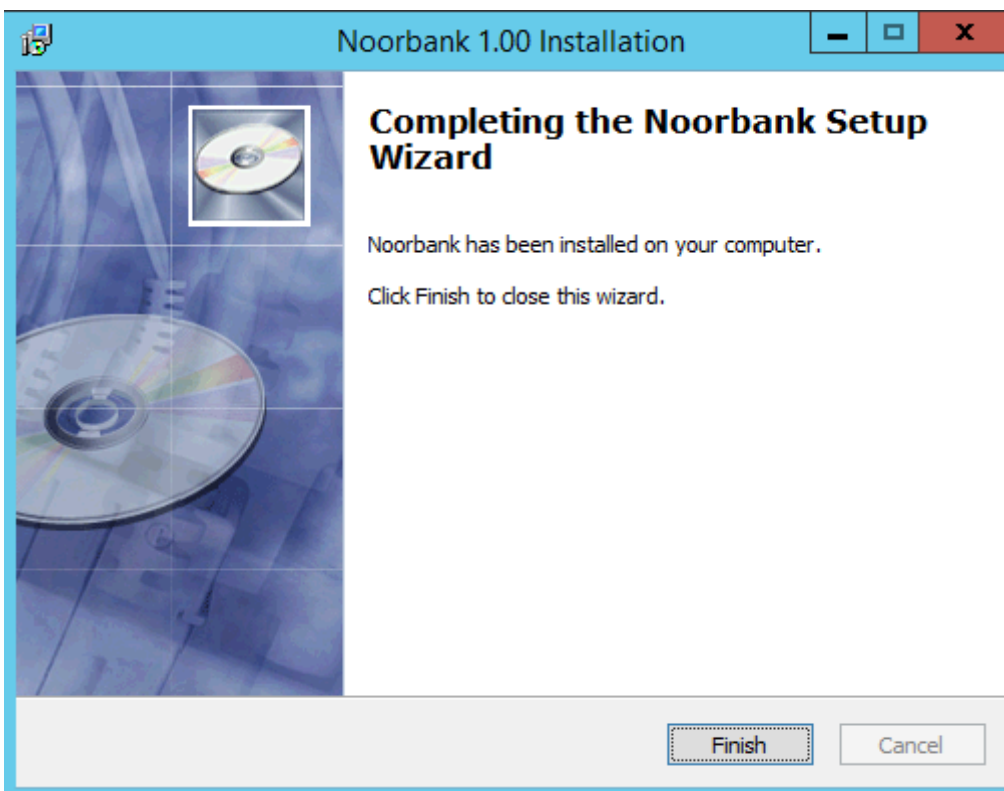 Noorbank 1.00 Installation
Completing the Noorbank Setup
Wizard
Noorbank has been installed on your computer.
Click Finish to close this wizard.
Finish
Cancel